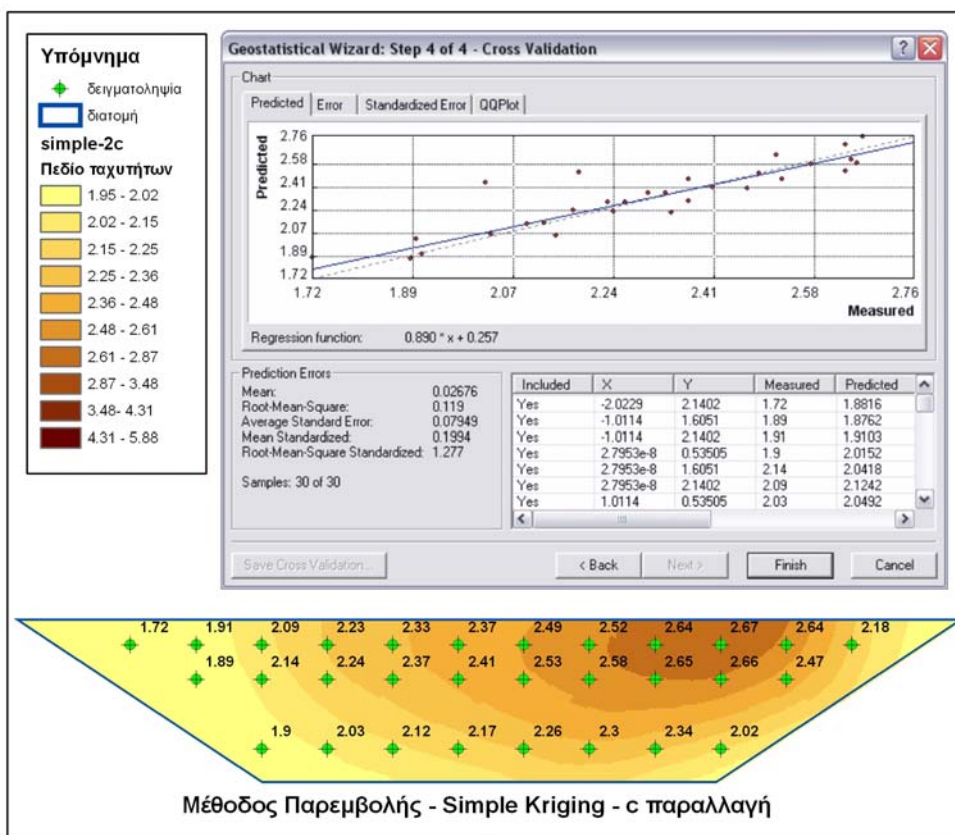 Υπόμνημα
δειγματοληψία
διατομή
simple-2c
Πεδίο ταχυτήτων
1.95 - 2.02
2.02 - 2.15
2.15 - 2.25
2.25 - 2.36
2.36 - 2.48
2.48 - 2.61
2.61 - 2.87
2.87 - 3.48
3.48- 4.31
4.31 - 5.88
Geostatistical Wizard: Step 4 of 4 - Cross Validation
Chart
Predicted Error Standardized Error QQPlot
Predicted
2.76
2.58
2.41
2.24
2.07
1.89
1.72
1.72 1.89 2.07 2.24 2.41 2.58 2.76
Measured
Regression function: 0.890 * x + 0.257
Prediction Errors
Mean: 0.02676
Root-Mean-Square: 0.119
Average Standard Error: 0.07949
Mean Standardized: 0.1994
Root-Mean-Square Standardized: 1.277
Samples: 30 of 30
Included X Y Measured Predicted
Yes -2.0229 2.1402 1.72 1.8816
Yes -1.0114 1.6051 1.89 1.8762
Yes -1.0114 2.1402 1.91 1.9103
Yes 2.7953e-8 0.53505 1.9 2.0152
Yes 2.7953e-8 1.6051 2.14 2.0418
Yes 2.7953e-8 2.1402 2.09 2.1242
Yes 1.0114 0.53505 2.03 2.0492
Save Cross Validation... < Back Next > Finish Cancel
1.72 1.91 2.09 2.23 2.33 2.37 2.49 2.52 2.64 2.67 2.64 2.18
1.89 2.14 2.24 2.37 2.41 2.53 2.58 2.65 2.66 2.47
1.9 2.03 2.12 2.17 2.26 2.3 2.34 2.02
Μέθοδος Παρεμβολής - Simple Kriging - c παραλλαγή